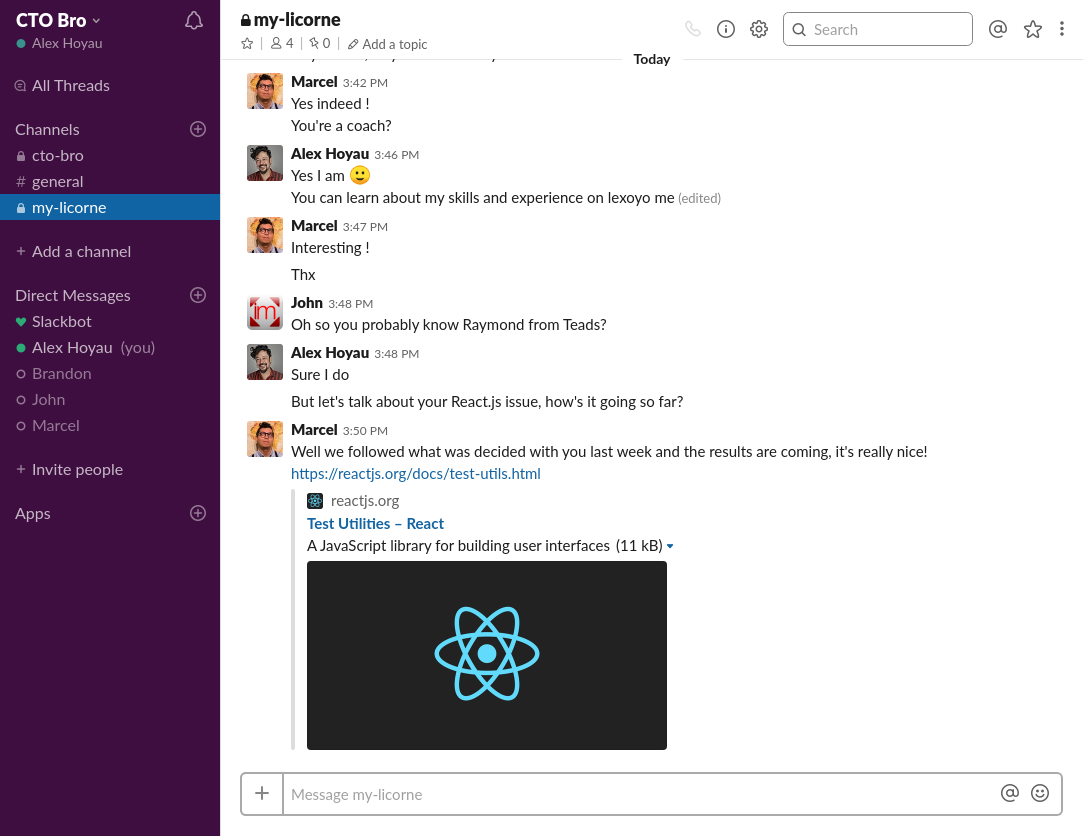 CTO Bro
Alex Hoyau
All Threads
Channels
cto-bro
# general
my-licorne
+ Add a channel
Direct Messages
Slackbot
Alex Hoyau (you)
Brandon
John
Marcel
+ Invite people
Apps
my-licorne
4
0
Add a topic
Search
Today
Marcel 3:42 PM
Yes indeed !
You're a coach?
Alex Hoyau 3:46 PM
Yes I am 🙂
You can learn about my skills and experience on lexoyo me (edited)
Marcel 3:47 PM
Interesting !
Thx
John 3:48 PM
im
Oh so you probably know Raymond from Teads?
Alex Hoyau 3:48 PM
Sure I do
But let's talk about your React.js issue, how's it going so far?
Marcel 3:50 PM
Well we followed what was decided with you last week and the results are coming, it's really nice!
https://reactjs.org/docs/test-utils.html
reactjs.org
Test Utilities – React
A JavaScript library for building user interfaces (11 kB)
+ Message my-licorne